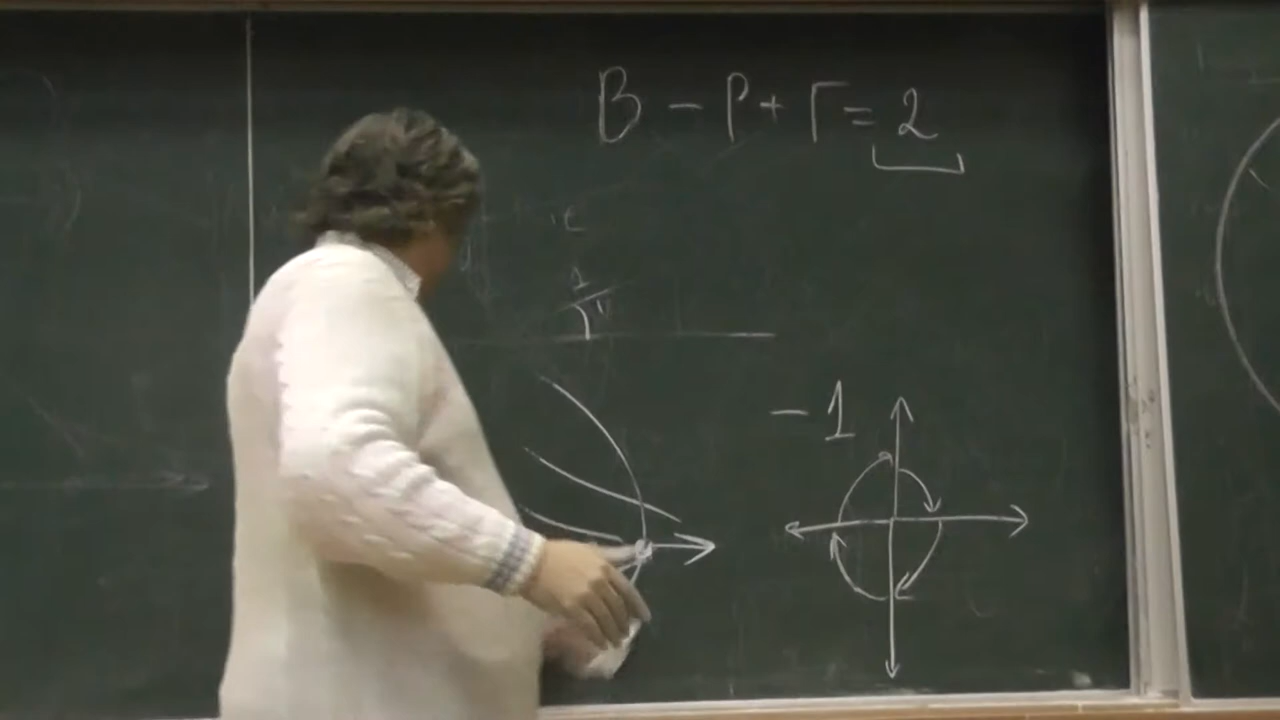 В - Р + Г = 2
- 1